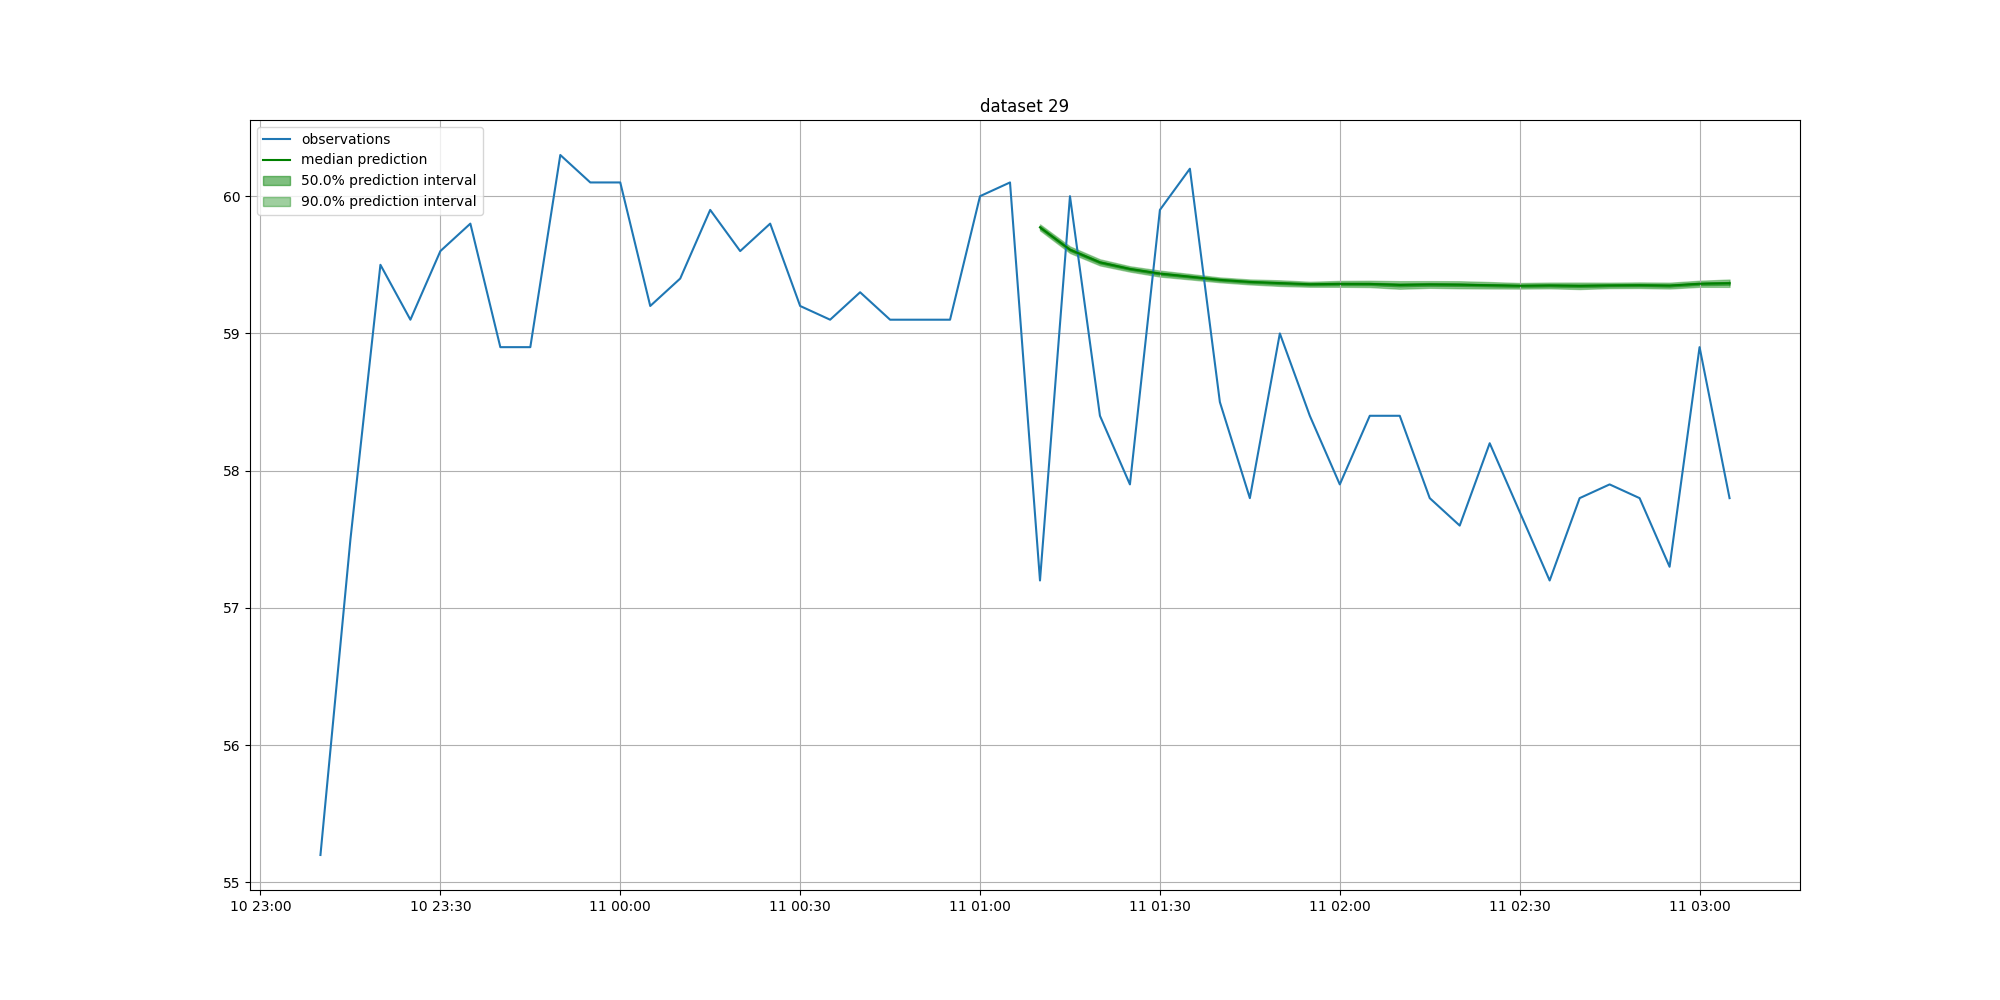 dataset 29
observations
median prediction
50.0% prediction interval
90.0% prediction interval
60
59
58
57
56
55
10 23:00 10 23:30 11 00:00 11 00:30 11 01:00 11 01:30 11 02:00 11 02:30 11 03:00